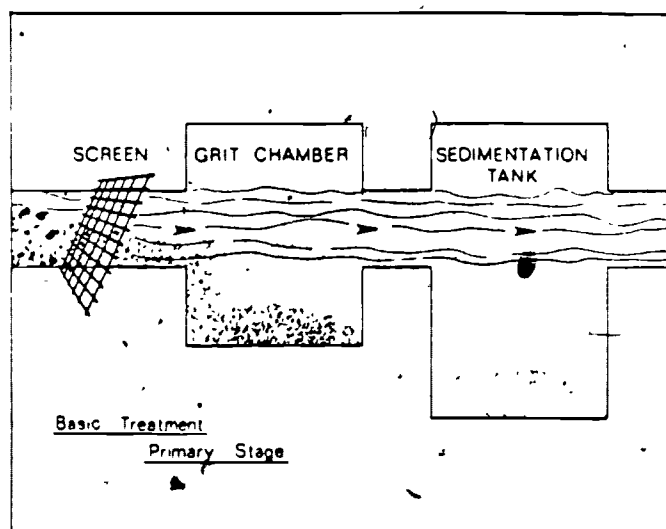 SCREEN
GRIT CHAMBER
SEDIMENTATION
TANK
Basic Treatment
Primary Stage